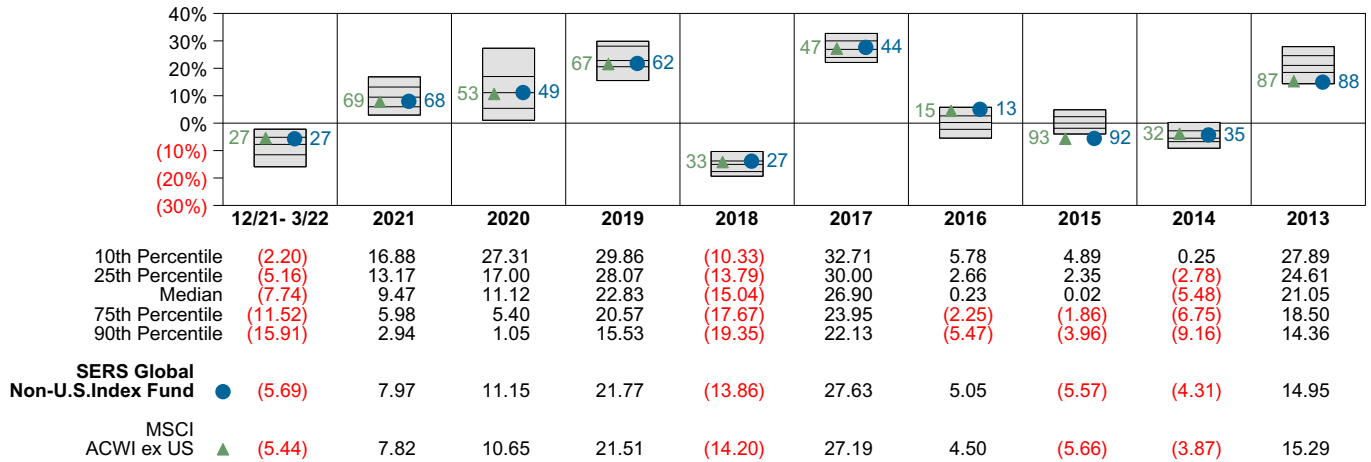 40%
30%
20%
10%
0%
(10%)
(20%)
(30%)
27 27
69 68
53 49
67 62
33 27
47 44
15 13
93 92
32 35
87 88
12/21- 3/22 2021 2020 2019 2018 2017 2016 2015 2014 2013
10th Percentile (2.20) 16.88 27.31 29.86 (10.33) 32.71 5.78 4.89 0.25 27.89
25th Percentile (5.16) 13.17 17.00 28.07 (13.79) 30.00 2.66 2.35 (2.78) 24.61
Median (7.74) 9.47 11.12 22.83 (15.04) 26.90 0.23 0.02 (5.48) 21.05
75th Percentile (11.52) 5.98 5.40 20.57 (17.67) 23.95 (2.25) (1.86) (6.75) 18.50
90th Percentile (15.91) 2.94 1.05 15.53 (19.35) 22.13 (5.47) (3.96) (9.16) 14.36
SERS Global
Non-U.S.Index Fund (5.69) 7.97 11.15 21.77 (13.86) 27.63 5.05 (5.57) (4.31) 14.95
MSCI
ACWI ex US (5.44) 7.82 10.65 21.51 (14.20) 27.19 4.50 (5.66) (3.87) 15.29